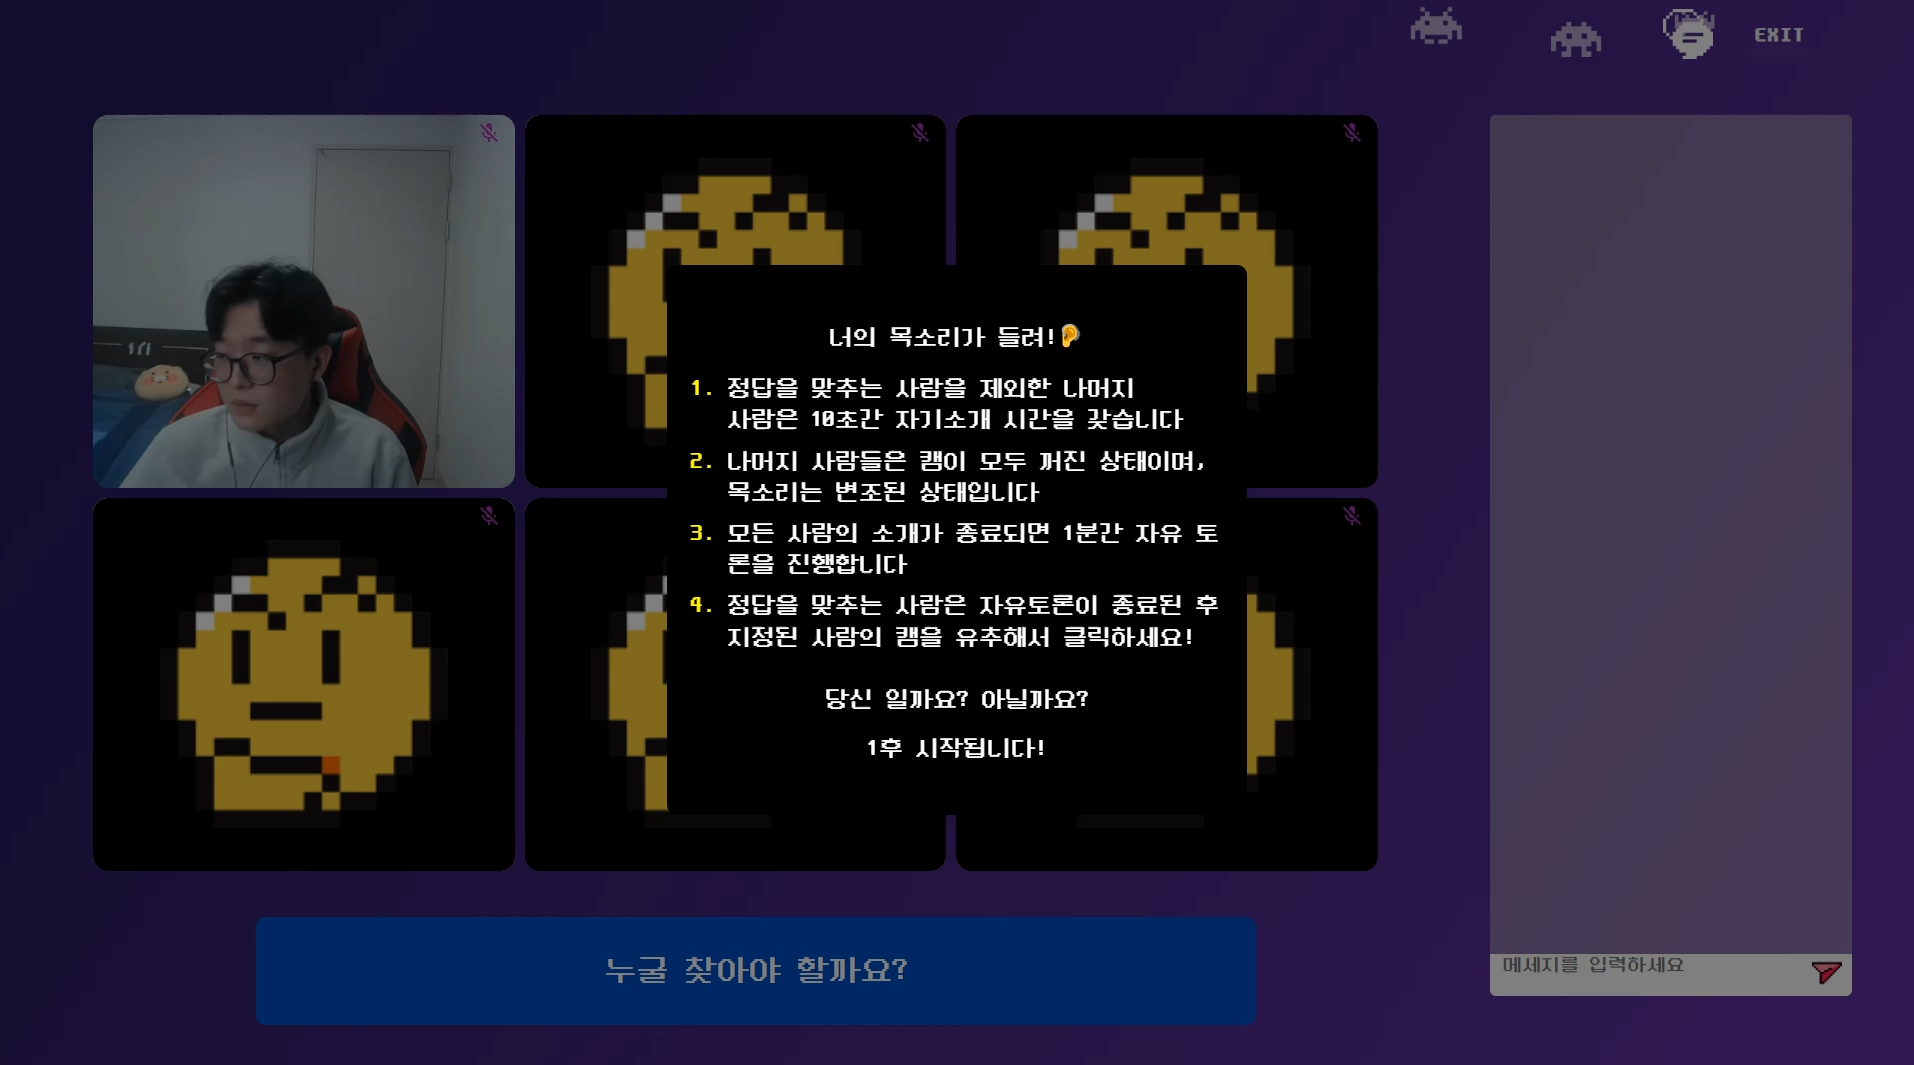 EXIT
너의 목소리가 들려!👂
1. 정답을 맞추는 사람을 제외한 나머지
사람은 10초간 자기소개 시간을 갖습니다
2. 나머지 사람들은 캠이 모두 꺼진 상태이며,
목소리는 변조된 상태입니다
3. 모든 사람의 소개가 종료되면 1분간 자유 토
론을 진행합니다
4. 정답을 맞추는 사람은 자유토론이 종료된 후
지정된 사람의 캠을 유추해서 클릭하세요!
당신 일까요? 아닐까요?
1후 시작됩니다!
누굴 찾아야 할까요?
메세지를 입력하세요